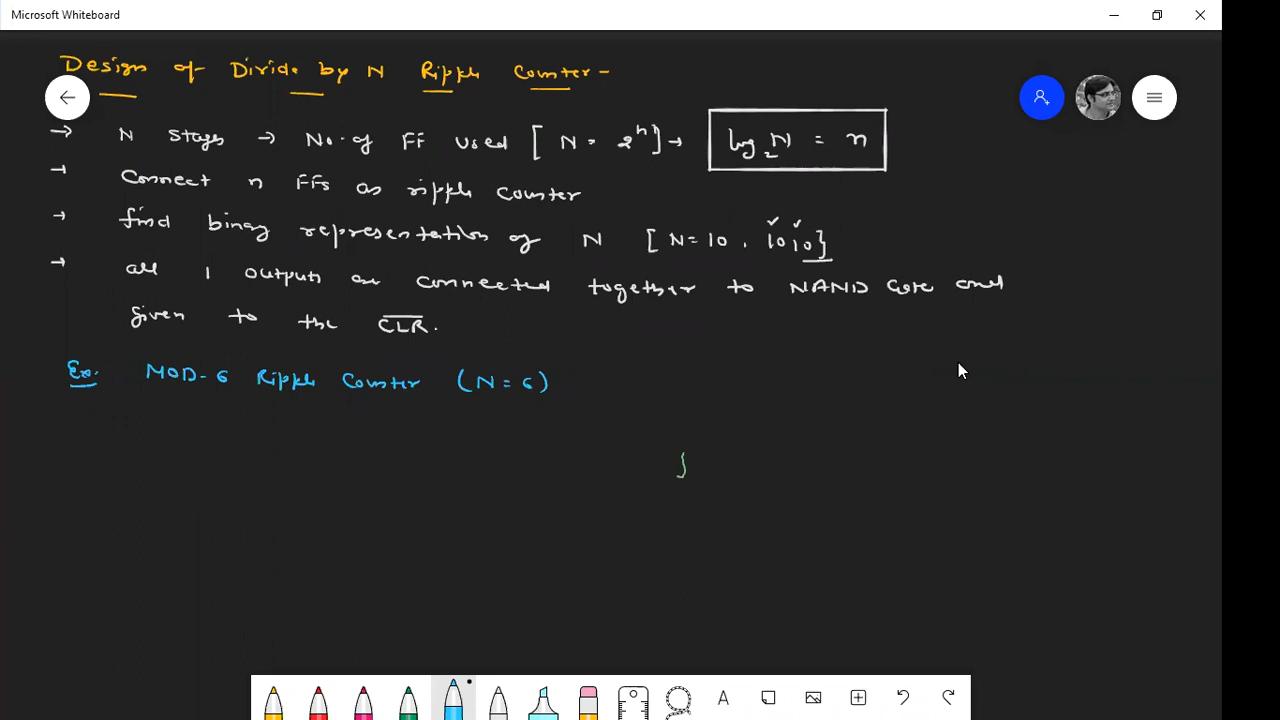 Microsoft Whiteboard
Design of Divide by N Ripple Counter -
→ N Stages → No. of FF used [ N = 2^n ] → log₂N = n
→ Connect n FFs as ripple counter
→ find binary representation of N [ N=10, 1010 ]
→ all 1 outputs are connected together to NAND Gate and
given to the C̅L̅R̅.
Ex. MOD-6 Ripple Counter (N = 6)
A